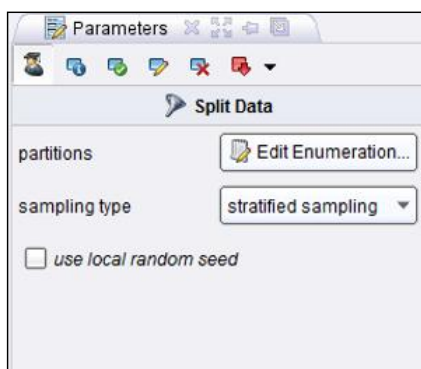 Parameters
Split Data
partitions
Edit Enumeration...
sampling type
stratified sampling
use local random seed